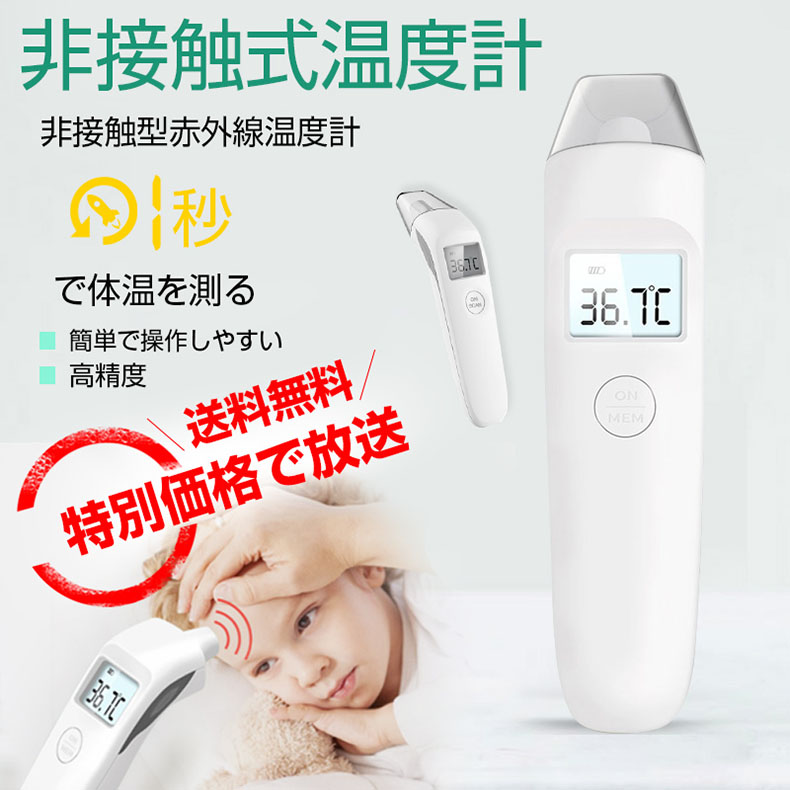 非接触式温度計
非接触型赤外線温度計
1秒
で体温を測る
簡単で操作しやすい
高精度
送料無料
特別価格で放送
36.7℃
ON
MEM
36.7℃
ON
36.7℃